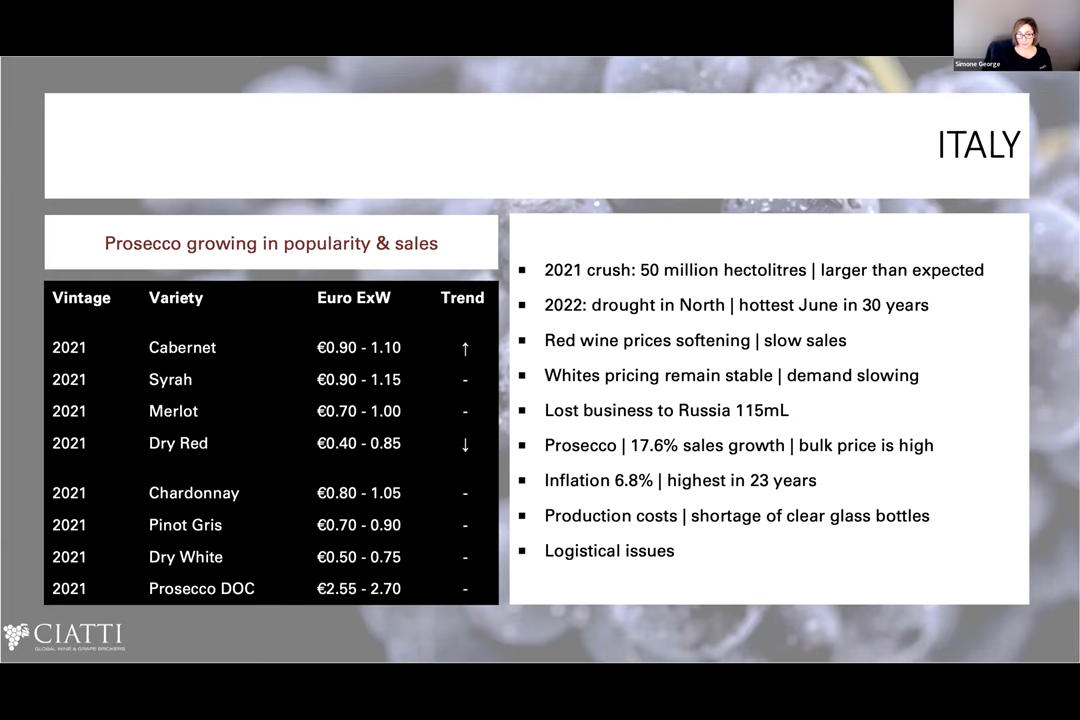 Simone George
ITALY
Prosecco growing in popularity & sales
Vintage Variety Euro ExW Trend
2021 Cabernet €0.90 - 1.10 ↑
2021 Syrah €0.90 - 1.15 -
2021 Merlot €0.70 - 1.00 -
2021 Dry Red €0.40 - 0.85 ↓
2021 Chardonnay €0.80 - 1.05 -
2021 Pinot Gris €0.70 - 0.90 -
2021 Dry White €0.50 - 0.75 -
2021 Prosecco DOC €2.55 - 2.70 -
▪ 2021 crush: 50 million hectolitres | larger than expected
▪ 2022: drought in North | hottest June in 30 years
▪ Red wine prices softening | slow sales
▪ Whites pricing remain stable | demand slowing
▪ Lost business to Russia 115mL
▪ Prosecco | 17.6% sales growth | bulk price is high
▪ Inflation 6.8% | highest in 23 years
▪ Production costs | shortage of clear glass bottles
▪ Logistical issues
CIATTI
GLOBAL WINE & GRAPE BROKERS